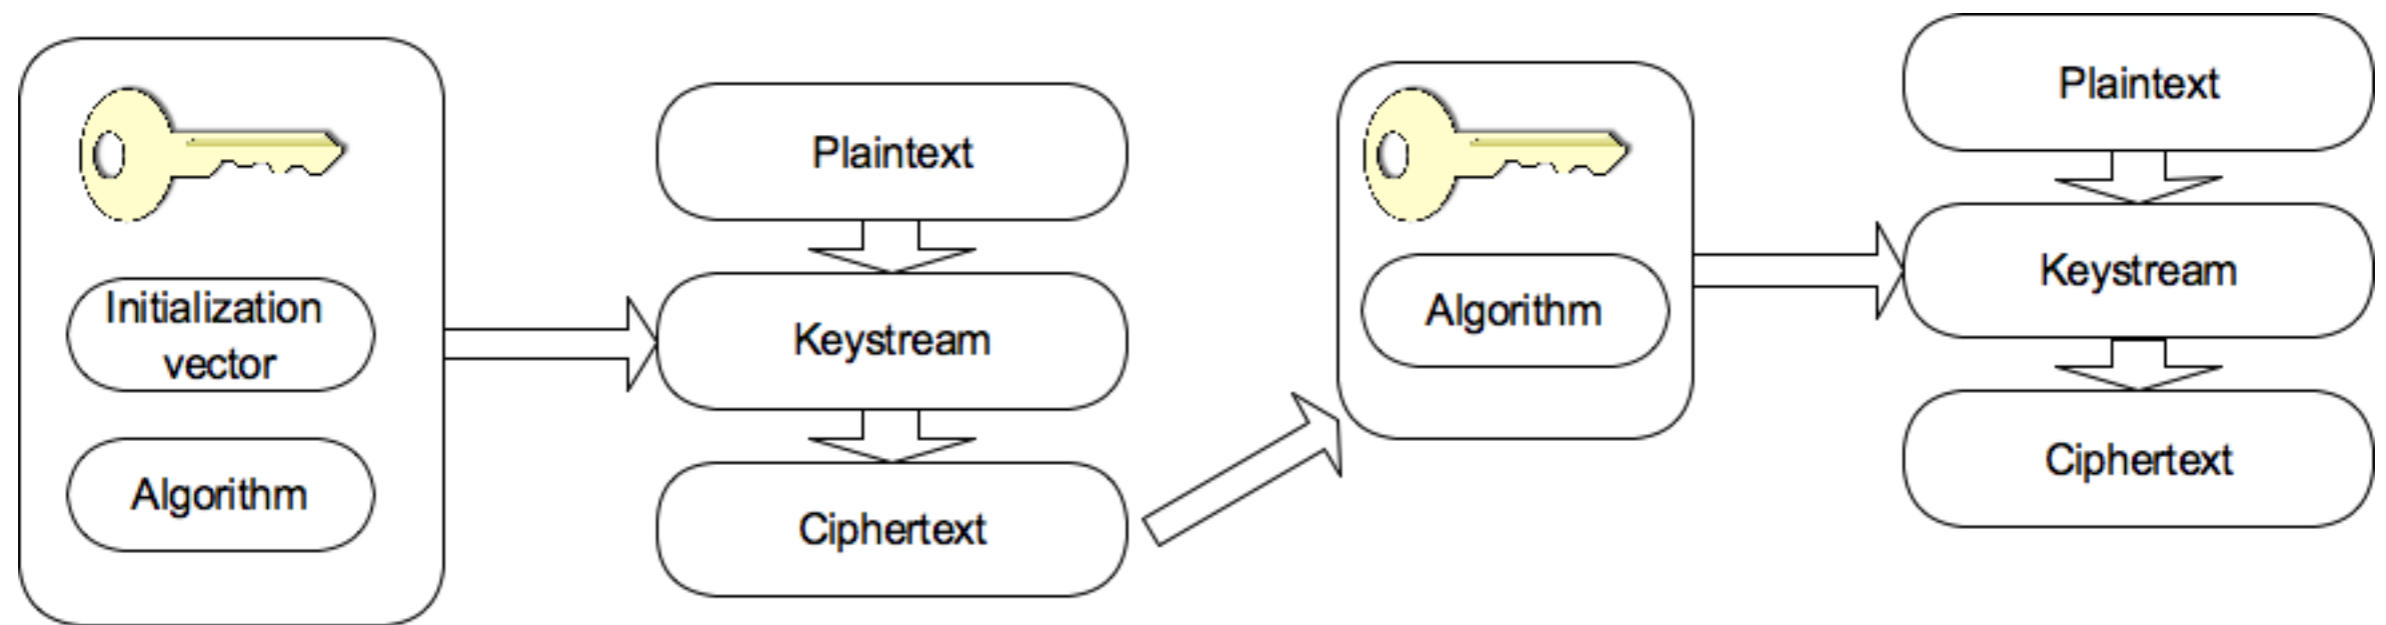 Initialization
vector
Algorithm
Plaintext
Keystream
Ciphertext
Algorithm
Plaintext
Keystream
Ciphertext